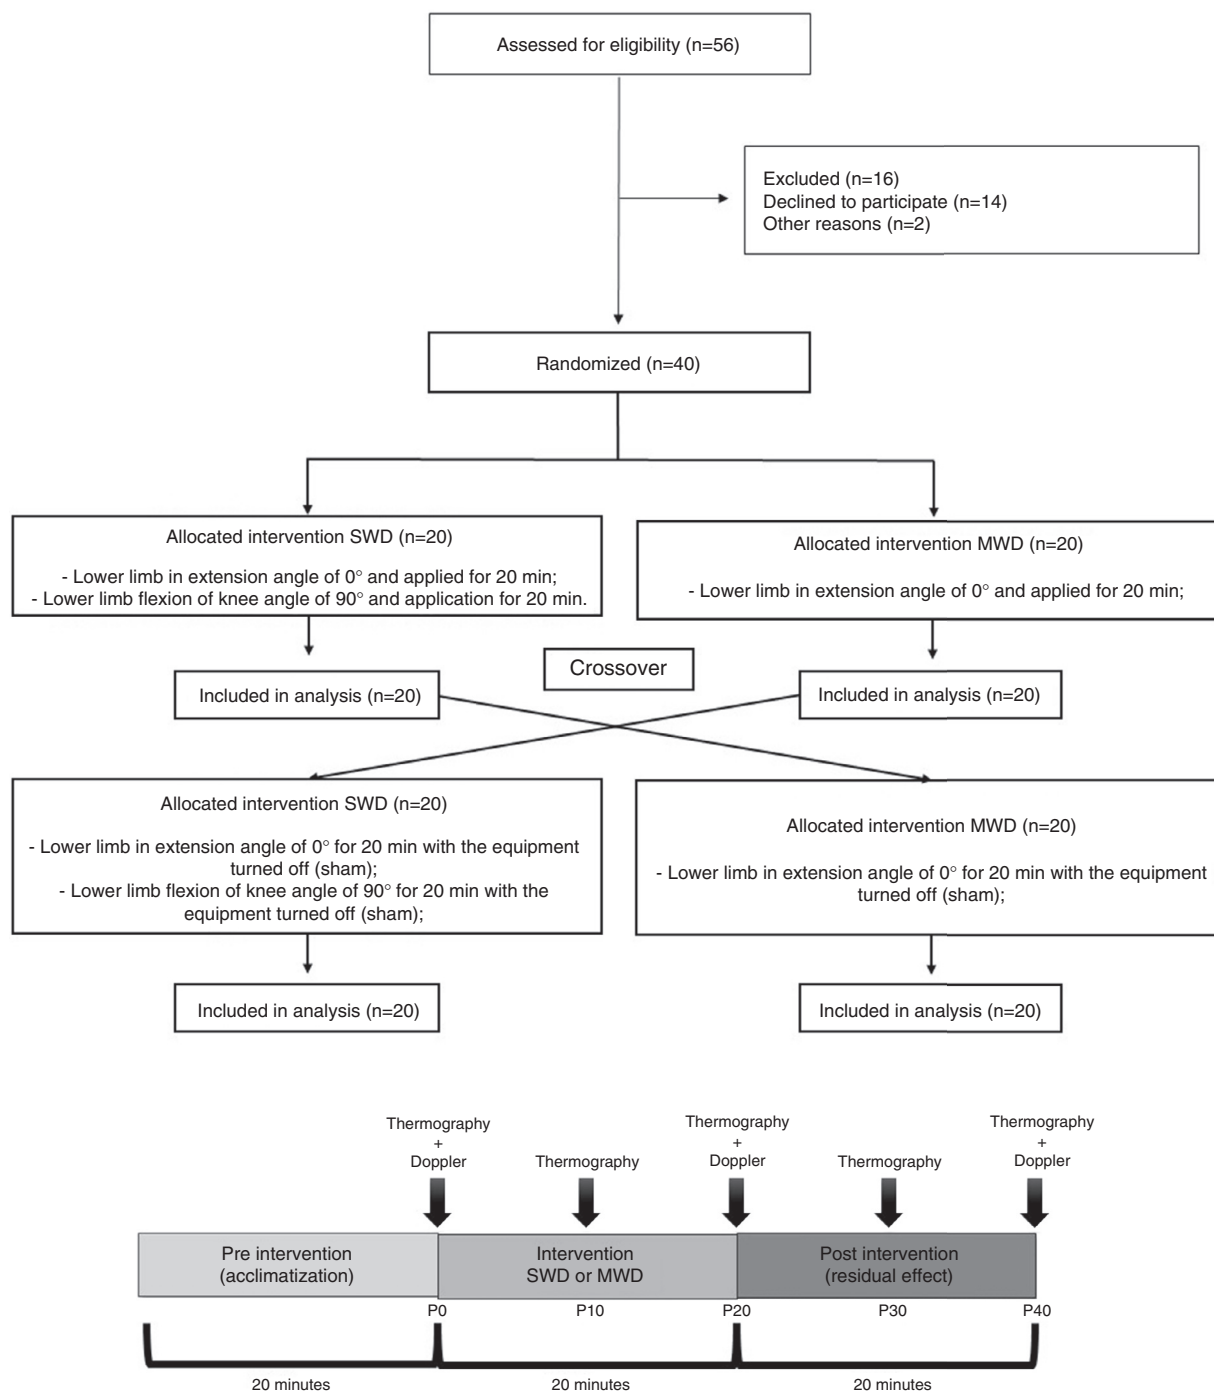 Assessed for eligibility (n=56)
Excluded (n=16)
Declined to participate (n=14)
Other reasons (n=2)
Randomized (n=40)
Allocated intervention SWD (n=20)
- Lower limb in extension angle of 0° and applied for 20 min;
- Lower limb flexion of knee angle of 90° and application for 20 min.
Allocated intervention MWD (n=20)
- Lower limb in extension angle of 0° and applied for 20 min;
Crossover
Included in analysis (n=20)
Included in analysis (n=20)
Allocated intervention SWD (n=20)
- Lower limb in extension angle of 0° for 20 min with the equipment
turned off (sham);
- Lower limb flexion of knee angle of 90° for 20 min with the
equipment turned off (sham);
Allocated intervention MWD (n=20)
- Lower limb in extension angle of 0° for 20 min with the equipment
turned off (sham);
Included in analysis (n=20)
Included in analysis (n=20)
Thermography
+
Doppler
Thermography
Thermography
+
Doppler
Thermography
Thermography
+
Doppler
Pre intervention
(acclimatization)
Intervention
SWD or MWD
Post intervention
(residual effect)
P0
P10
P20
P30
P40
20 minutes
20 minutes
20 minutes